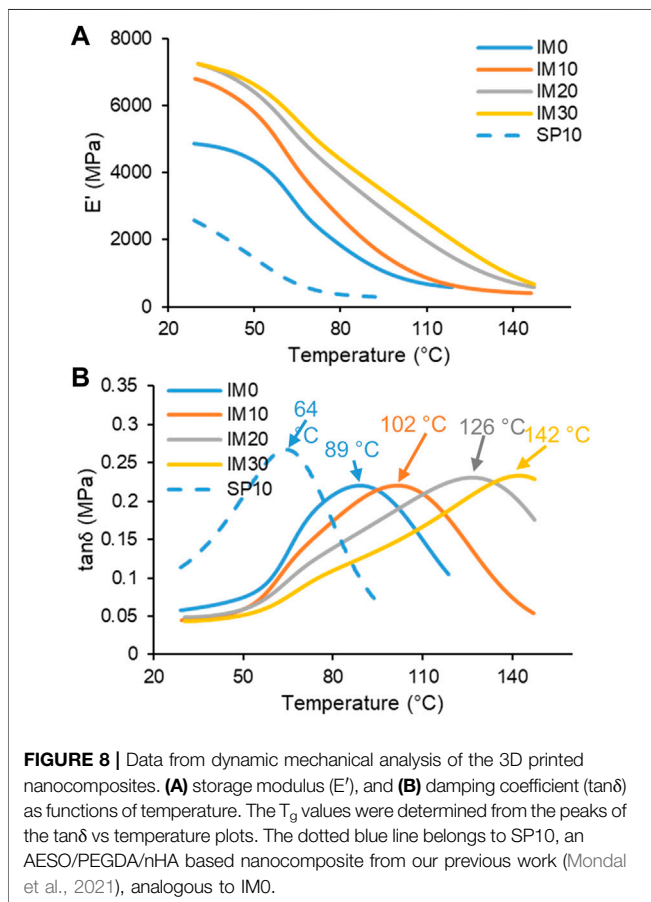 A
8000
6000
4000
2000
0
E' (MPa)
20
50
80
110
140
Temperature (°C)
IM0
IM10
IM20
IM30
SP10
B
0.35
0.3
0.25
0.2
0.15
0.1
0.05
0
tanδ (MPa)
IM0
IM10
IM20
IM30
SP10
64
°C
89 °C
102 °C
126 °C
142 °C
20
50
80
110
140
Temperature (°C)
FIGURE 8 | Data from dynamic mechanical analysis of the 3D printed
nanocomposites. (A) storage modulus (E′), and (B) damping coefficient (tanδ)
as functions of temperature. The Tg values were determined from the peaks of
the tanδ vs temperature plots. The dotted blue line belongs to SP10, an
AESO/PEGDA/nHA based nanocomposite from our previous work (Mondal
et al., 2021), analogous to IM0.